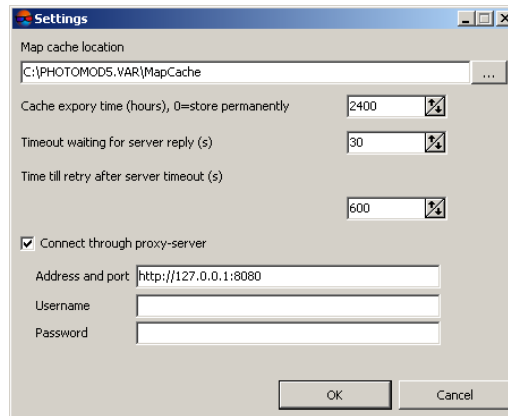 Settings
Map cache location
C:\PHOTOMOD5.VAR\MapCache ...
Cache expory time (hours), 0=store permanently 2400
Timeout waiting for server reply (s) 30
Time till retry after server timeout (s)
600
Connect through proxy-server
Address and port http://127.0.0.1:8080
Username
Password
OK Cancel